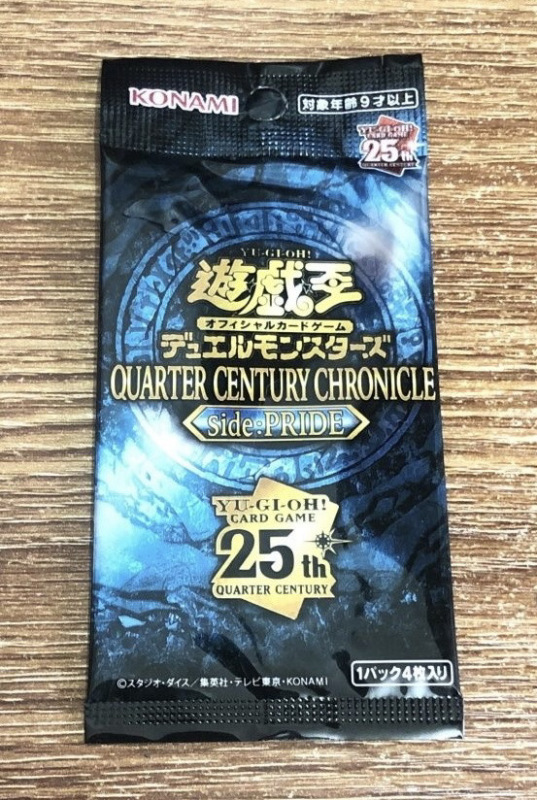 KONAMI
対象年齢9才以上
YU-GI-OH!
CARD GAME
25th
QUARTER CENTURY
YU-GI-OH!
遊戯王
オフィシャルカードゲーム
デュエルモンスターズ
QUARTER CENTURY CHRONICLE
side:PRIDE
YU-GI-OH!
CARD GAME
25th
QUARTER CENTURY
©スタジオ・ダイス/集英社・テレビ東京・KONAMI
1パック4枚入り